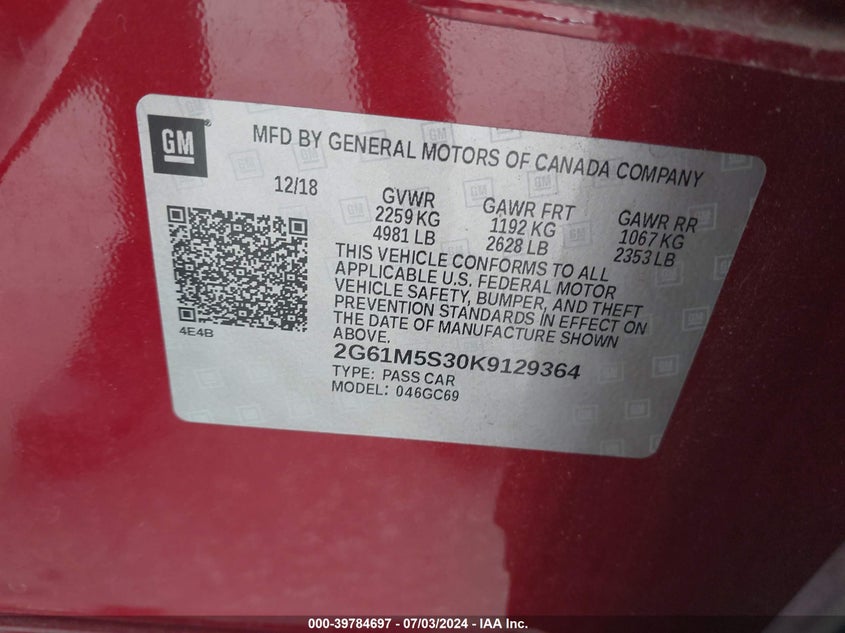 GM
MFD BY GENERAL MOTORS OF CANADA COMPANY
12/18
GVWR
2259 KG
4981 LB
GAWR FRT
1192 KG
2628 LB
GAWR RR
1067 KG
2353 LB
THIS VEHICLE CONFORMS TO ALL
APPLICABLE U.S. FEDERAL MOTOR
VEHICLE SAFETY, BUMPER, AND THEFT
PREVENTION STANDARDS IN EFFECT ON
THE DATE OF MANUFACTURE SHOWN
ABOVE.
4E4B
2G61M5S30K9129364
TYPE: PASS CAR
MODEL: 046GC69
000-39784697 - 07/03/2024 - IAA Inc.